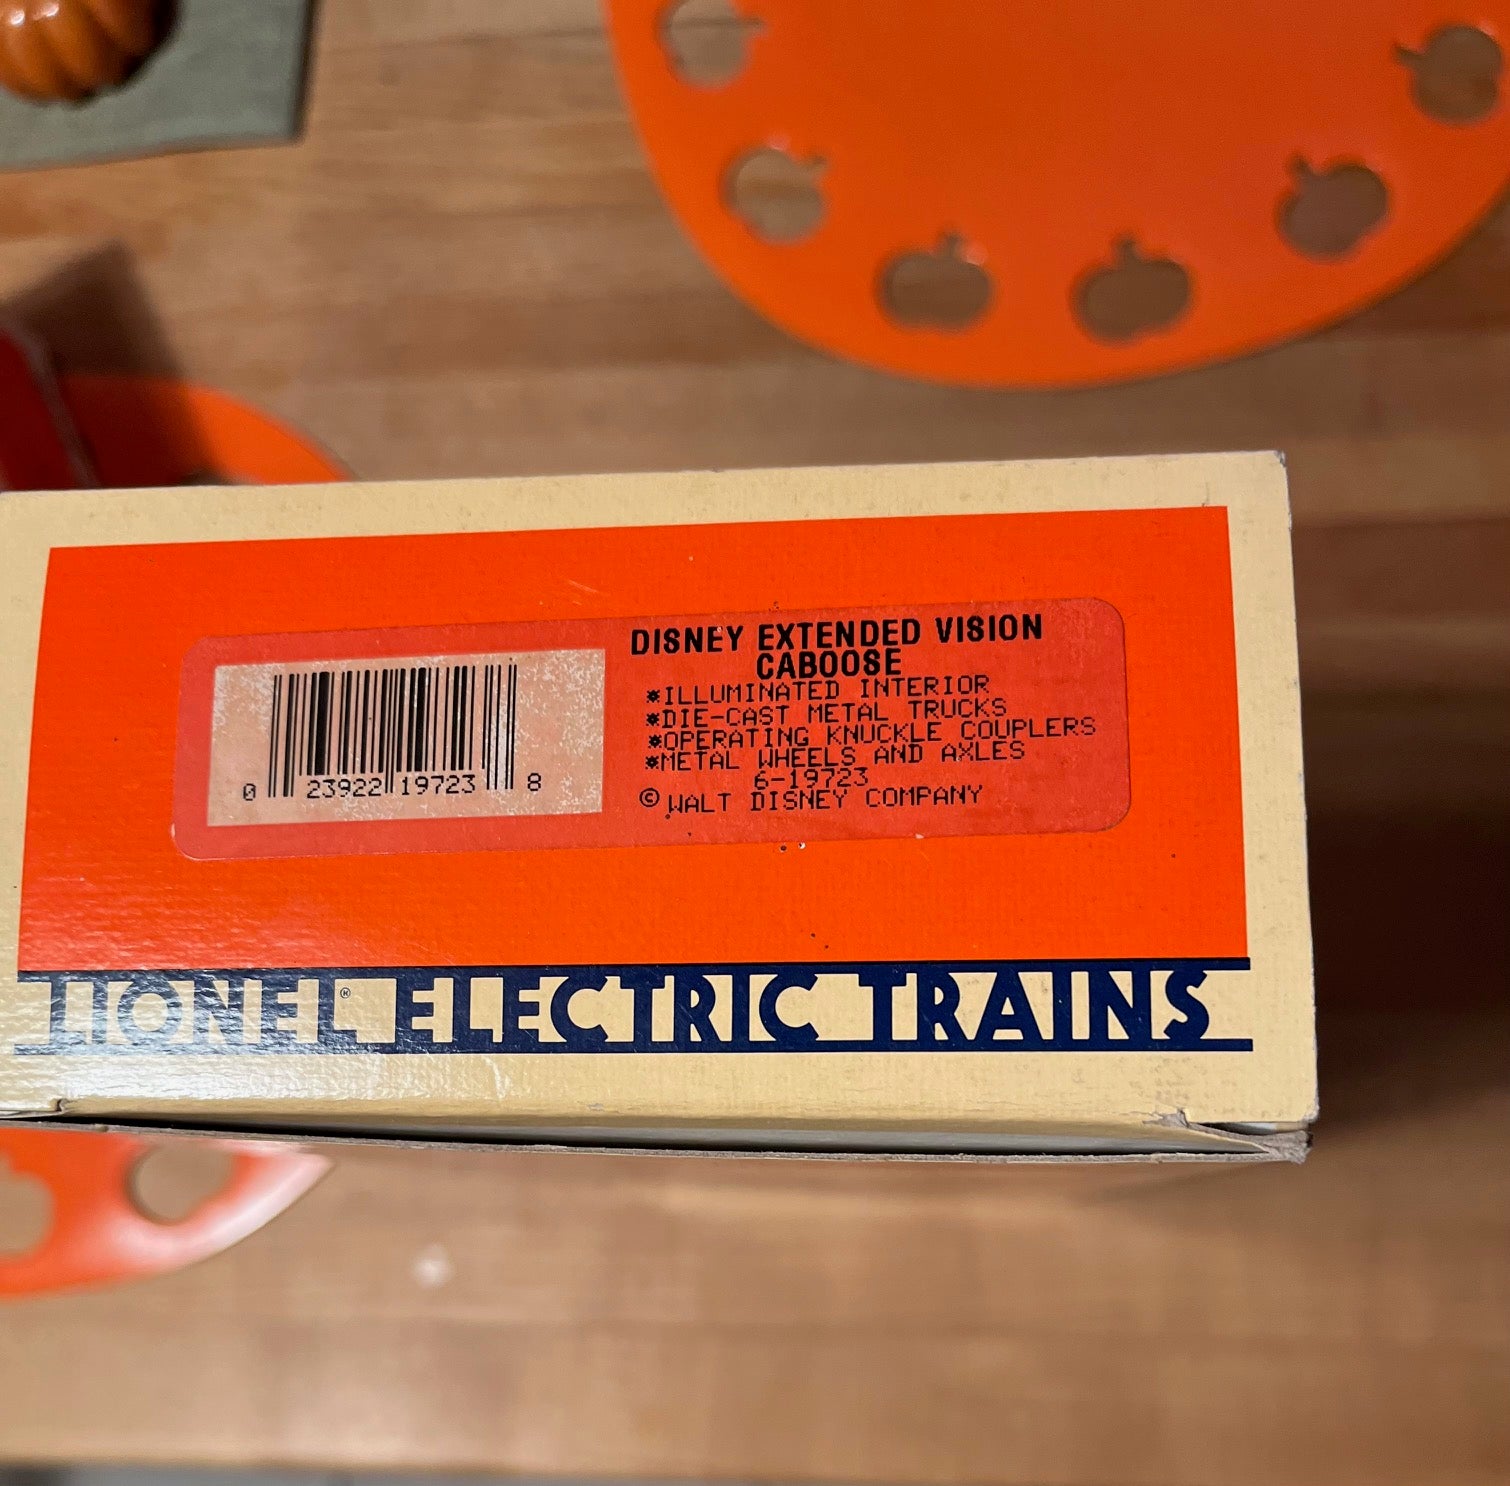 DISNEY EXTENDED VISION
CABOOSE
*ILLUMINATED INTERIOR
*DIE-CAST METAL TRUCKS
*OPERATING KNUCKLE COUPLERS
*METAL WHEELS AND AXLES
6-19723
© WALT DISNEY COMPANY
0 23922 19723 8
LIONEL® ELECTRIC TRAINS